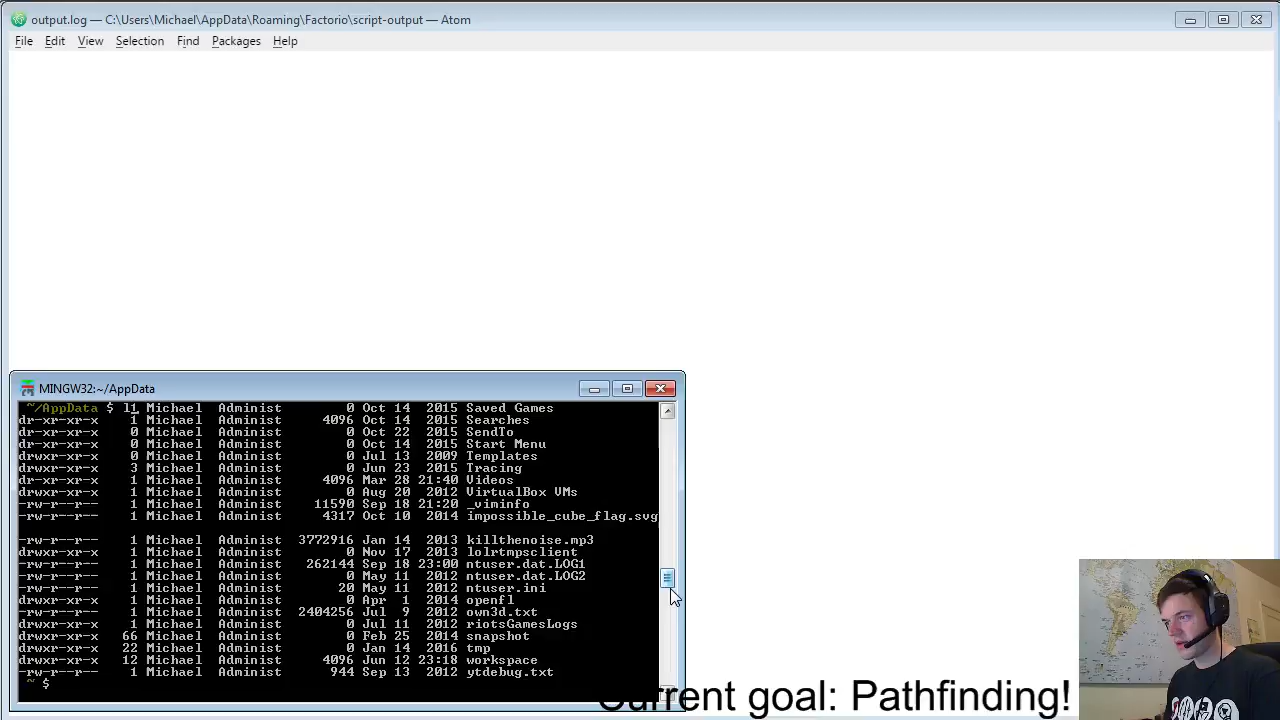 output.log — C:\Users\Michael\AppData\Roaming\Factorio\script-output — Atom
File Edit View Selection Find Packages Help
MINGW32:~/AppData
~/AppData $ ll Michael Administ 0 Oct 14 2015 Saved Games
dr-xr-xr-x 1 Michael Administ 4096 Oct 14 2015 Searches
dr-xr-xr-x 0 Michael Administ 0 Oct 22 2015 SendTo
dr-xr-xr-x 0 Michael Administ 0 Oct 14 2015 Start Menu
drwxr-xr-x 0 Michael Administ 0 Jul 13 2009 Templates
drwxr-xr-x 3 Michael Administ 0 Jun 23 2015 Tracing
dr-xr-xr-x 1 Michael Administ 4096 Mar 28 21:40 Videos
drwxr-xr-x 1 Michael Administ 0 Aug 20 2012 VirtualBox VMs
-rw-r--r-- 1 Michael Administ 11590 Sep 18 21:20 _viminfo
-rw-r--r-- 1 Michael Administ 4317 Oct 10 2014 impossible_cube_flag.svg
-rw-r--r-- 1 Michael Administ 3772916 Jan 14 2013 killthenoise.mp3
drwxr-xr-x 1 Michael Administ 0 Nov 17 2013 lolrtmpsclient
-rw-r--r-- 1 Michael Administ 262144 Sep 18 23:00 ntuser.dat.LOG1
-rw-r--r-- 1 Michael Administ 0 May 11 2012 ntuser.dat.LOG2
-rw-r--r-- 1 Michael Administ 20 May 11 2012 ntuser.ini
drwxr-xr-x 1 Michael Administ 0 Apr 1 2014 openfl
-rw-r--r-- 1 Michael Administ 2404256 Jul 9 2012 own3d.txt
drwxr-xr-x 1 Michael Administ 0 Jul 11 2012 riotsGamesLogs
drwxr-xr-x 66 Michael Administ 0 Feb 25 2014 snapshot
drwxr-xr-x 22 Michael Administ 0 Jan 14 2016 tmp
drwxr-xr-x 12 Michael Administ 4096 Jun 12 23:18 workspace
-rw-r--r-- 1 Michael Administ 944 Sep 13 2012 ytdebug.txt
~ $
Current goal: Pathfinding!